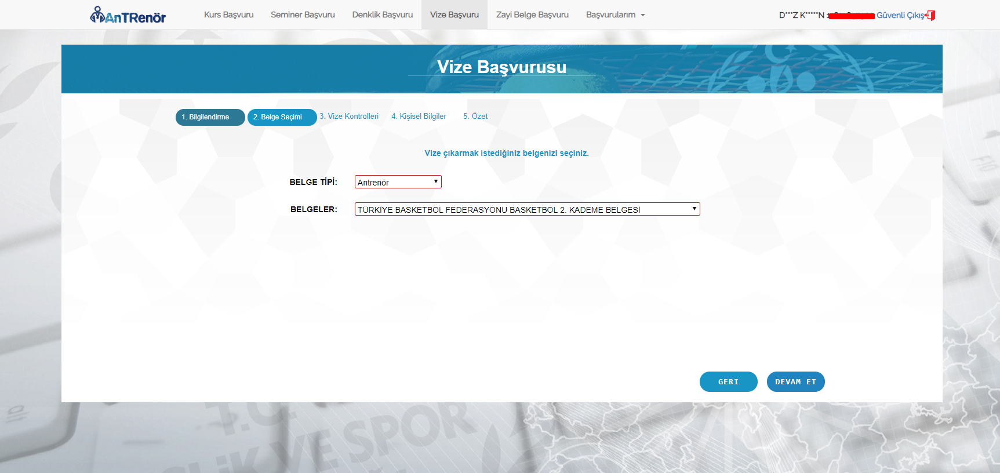 AnTRenör
Kurs Başvuru Seminer Başvuru Denklik Başvuru Vize Başvuru Zayi Belge Başvuru Başvurularım
D***Z K*****N Güvenli Çıkış
Vize Başvurusu
1. Bilgilendirme 2. Belge Seçimi 3. Vize Kontrolleri 4. Kişisel Bilgiler 5. Özet
Vize çıkarmak istediğiniz belgenizi seçiniz.
BELGE TİPİ: Antrenör
BELGELER: TÜRKİYE BASKETBOL FEDERASYONU BASKETBOL 2. KADEME BELGESİ
GERI DEVAM ET
T.C.
VE SPOR